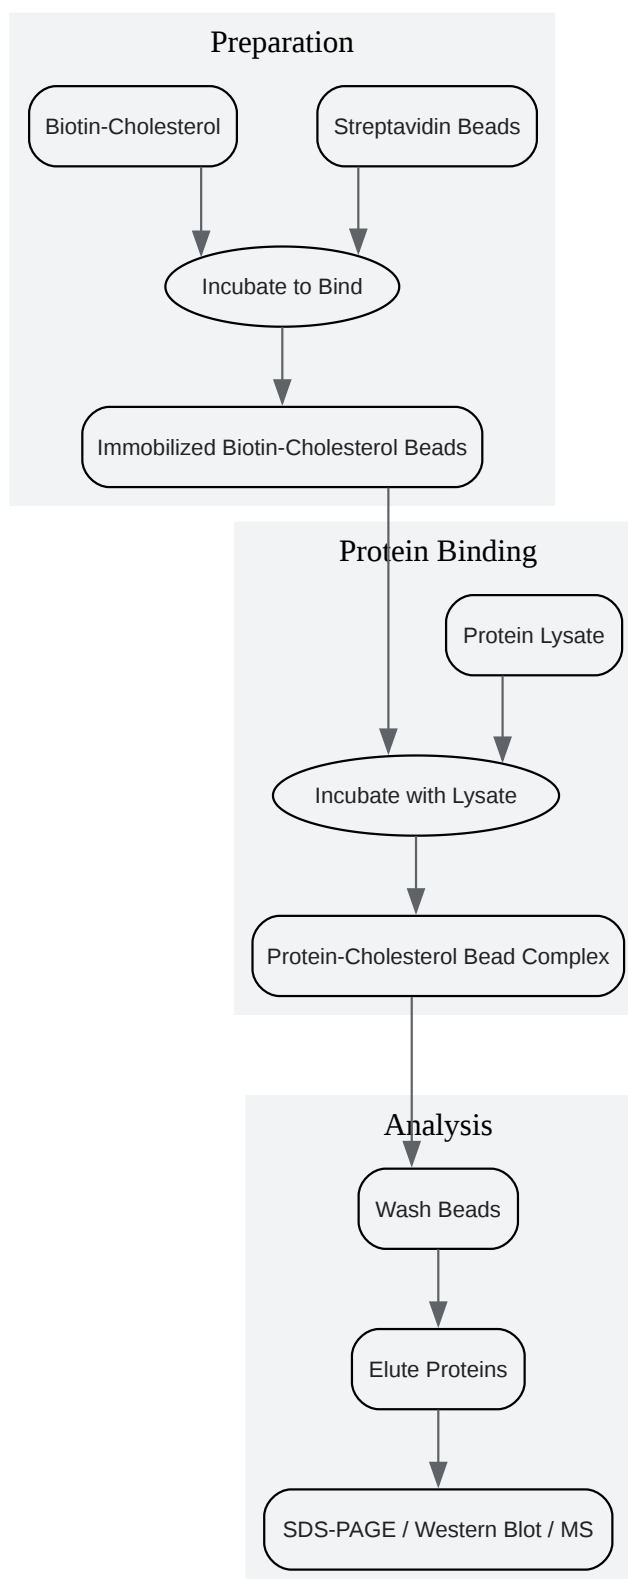 Preparation
Biotin-Cholesterol
Streptavidin Beads
Incubate to Bind
Immobilized Biotin-Cholesterol Beads
Protein Binding
Protein Lysate
Incubate with Lysate
Protein-Cholesterol Bead Complex
Analysis
Wash Beads
Elute Proteins
SDS-PAGE / Western Blot / MS